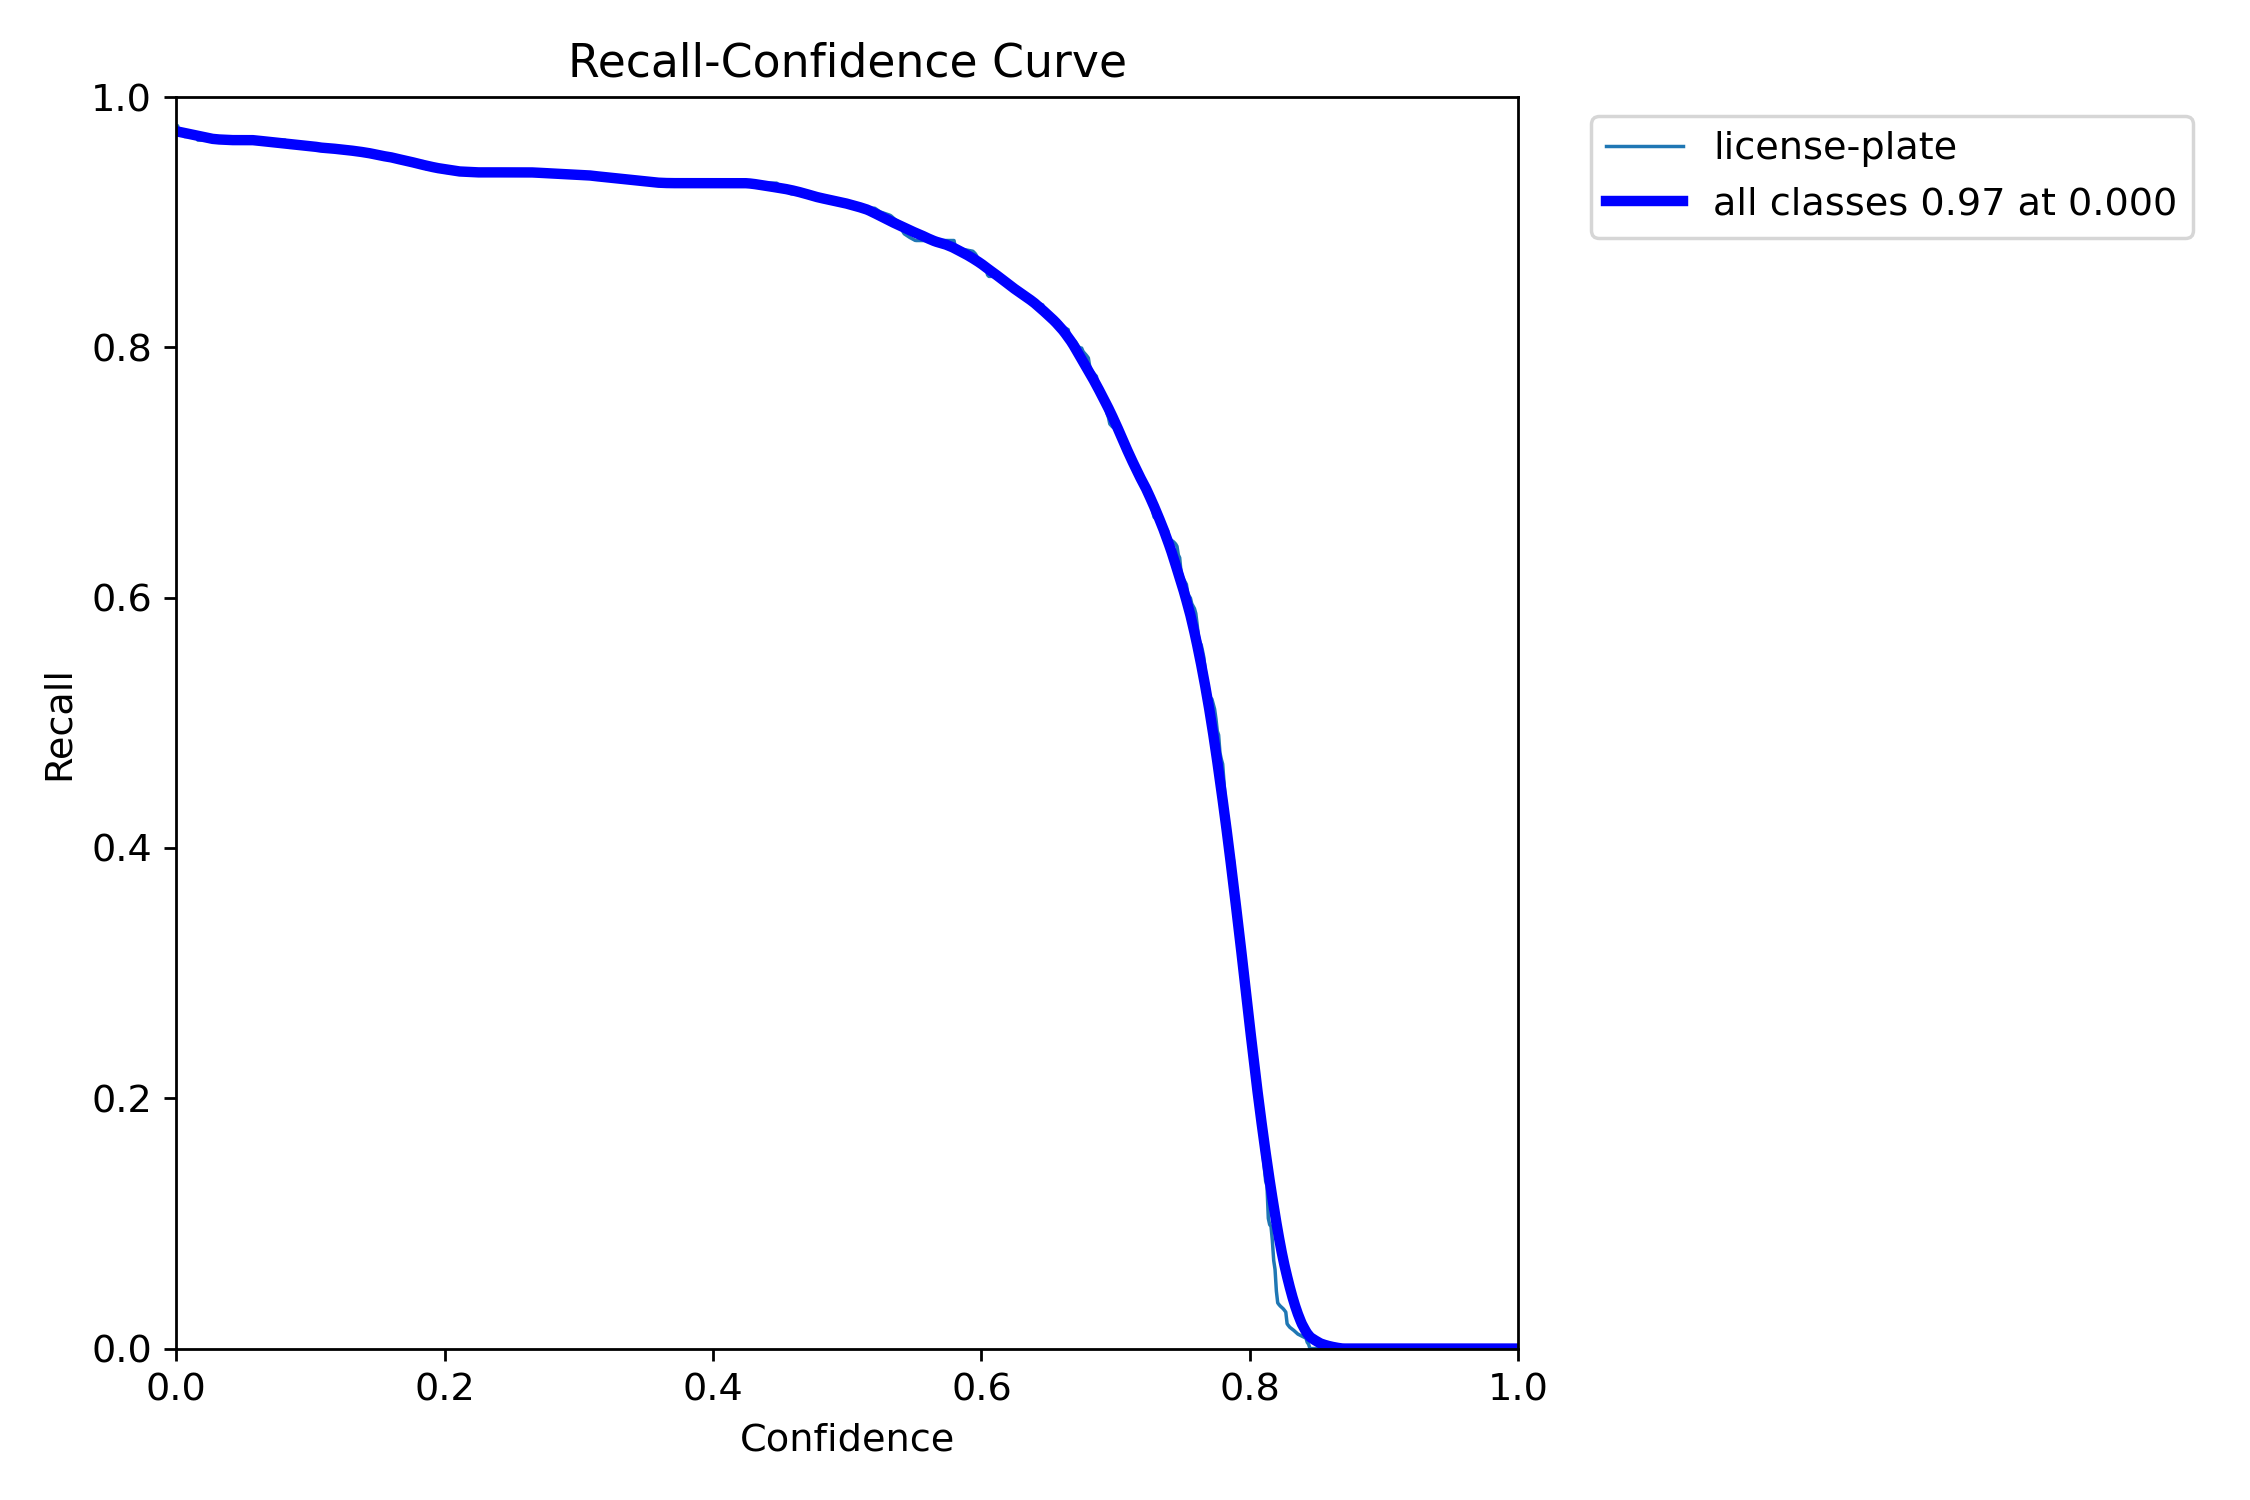 Recall-Confidence Curve
1.0
0.8
0.6
0.4
0.2
0.0
Recall
0.0 0.2 0.4 0.6 0.8 1.0
Confidence
license-plate
all classes 0.97 at 0.000